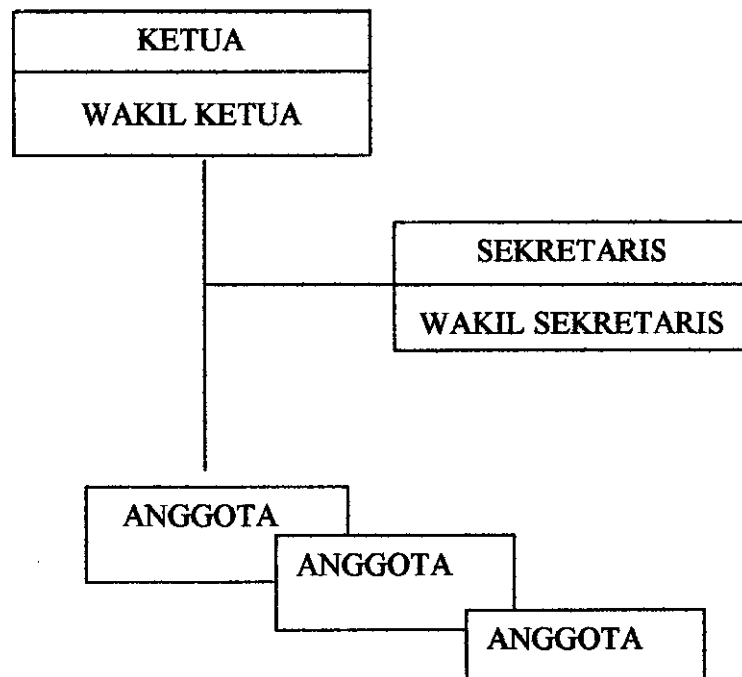 KETUA
WAKIL KETUA
SEKRETARIS
WAKIL SEKRETARIS
ANGGOTA
ANGGOTA
ANGGOTA